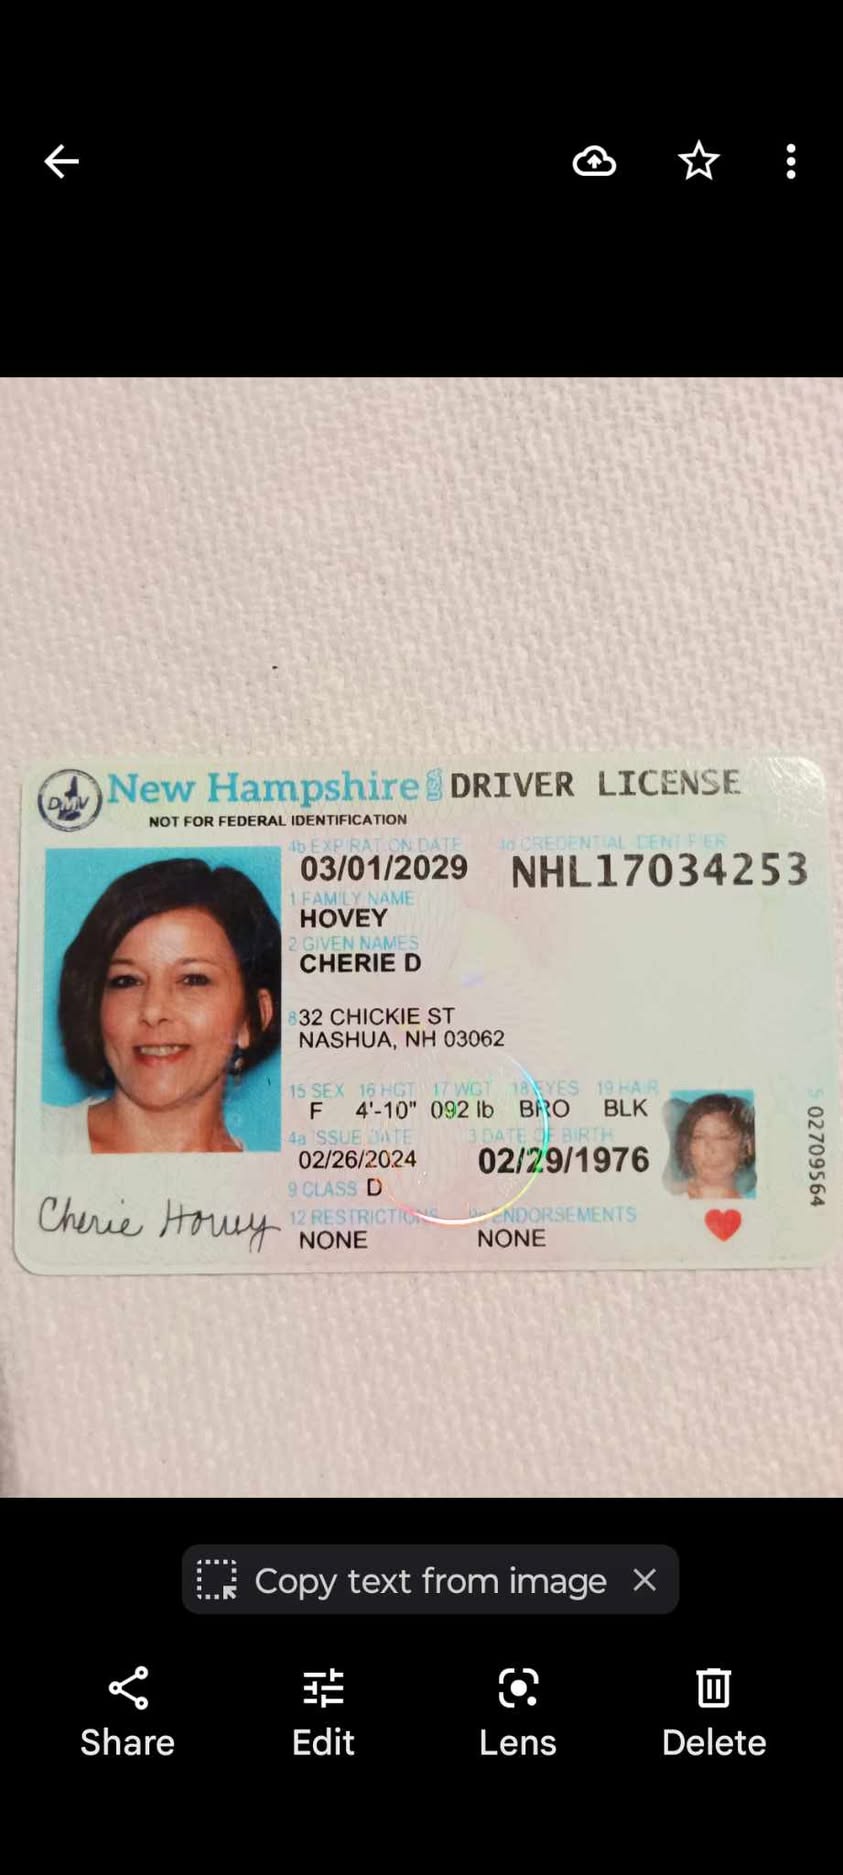 New Hampshire DRIVER LICENSE
DMV
NOT FOR FEDERAL IDENTIFICATION
4b EXPIRATION DATE 4d CREDENTIAL IDENTIFIER
03/01/2029 NHL17034253
1 FAMILY NAME
HOVEY
2 GIVEN NAMES
CHERIE D
8 32 CHICKIE ST
NASHUA, NH 03062
15 SEX 16 HGT 17 WGT 18 EYES 19 HAIR
F 4'-10" 092 lb BRO BLK
4a ISSUE DATE 3 DATE OF BIRTH
02/26/2024 02/29/1976
9 CLASS D
12 RESTRICTIONS 9a ENDORSEMENTS
NONE NONE
Cherie Hovey
5 02709564
Copy text from image
Share Edit Lens Delete